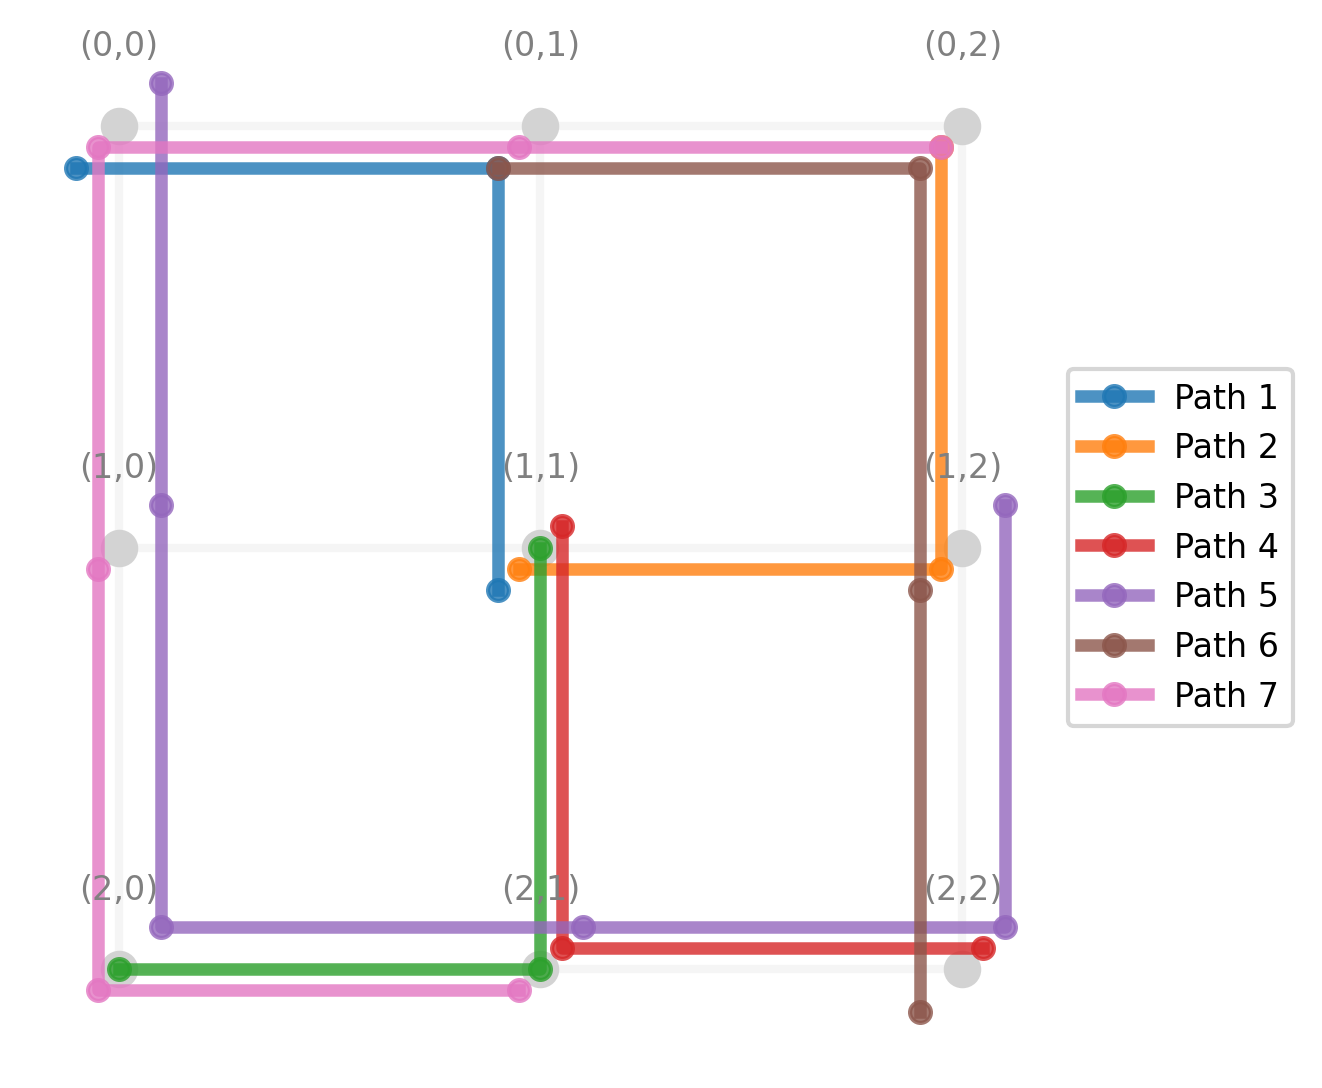 (0,0) (0,1) (0,2)
(1,0) (1,1) (1,2)
(2,0) (2,1) (2,2)
Path 1
Path 2
Path 3
Path 4
Path 5
Path 6
Path 7